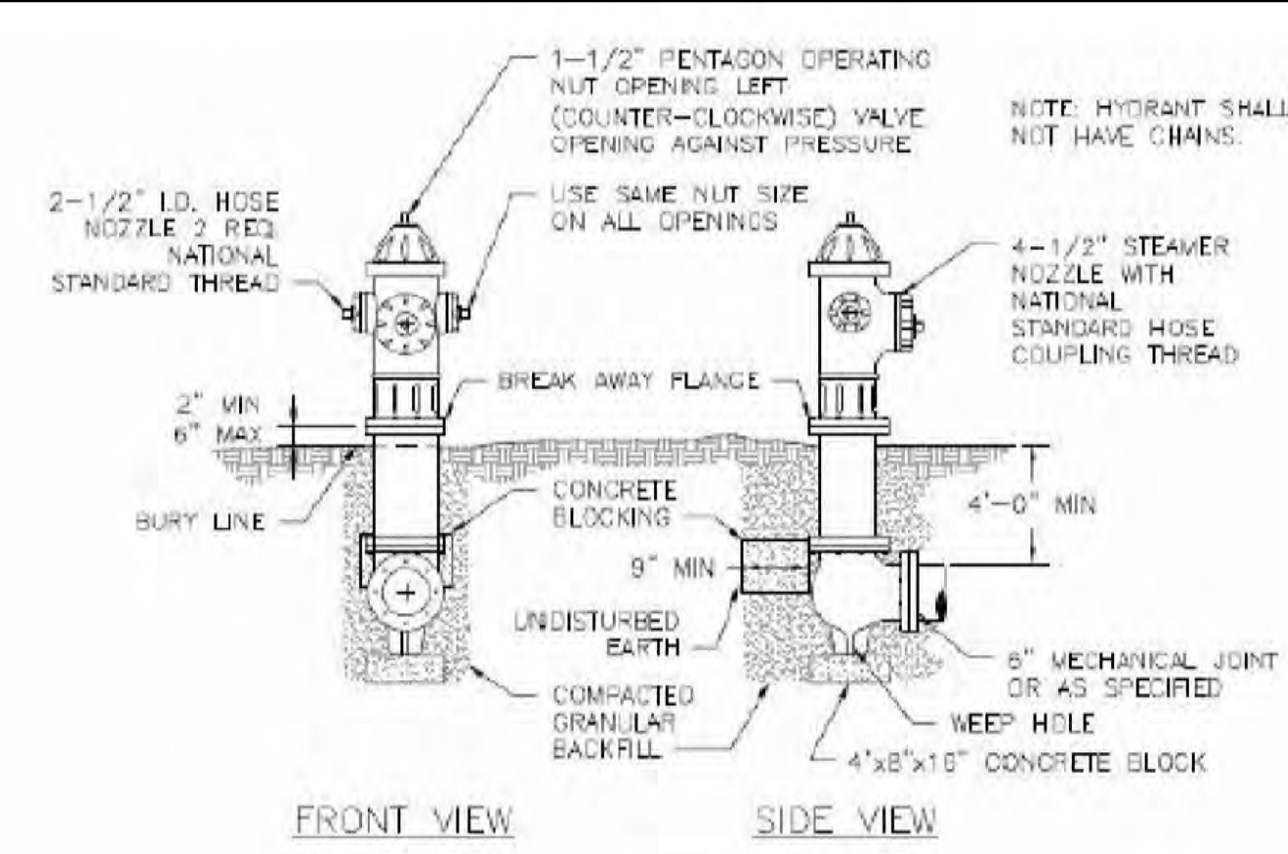 1-1/2" PENTAGON OPERATING
NUT OPENING LEFT
(COUNTER-CLOCKWISE) VALVE
OPENING AGAINST PRESSURE
NOTE: HYDRANT SHALL
NOT HAVE CHAINS.
2-1/2" I.D. HOSE
NOZZLE 2 REQ.
NATIONAL
STANDARD THREAD
USE SAME NUT SIZE
ON ALL OPENINGS
4-1/2" STEAMER
NOZZLE WITH
NATIONAL
STANDARD HOSE
COUPLING THREAD
BREAK AWAY FLANGE
2" MIN
6" MAX
BURY LINE
CONCRETE
BLOCKING
4'-0" MIN
9" MIN
UNDISTURBED
EARTH
6" MECHANICAL JOINT
OR AS SPECIFIED
COMPACTED
GRANULAR
BACKFILL
WEEP HOLE
4"x8"x16" CONCRETE BLOCK
FRONT VIEW
SIDE VIEW